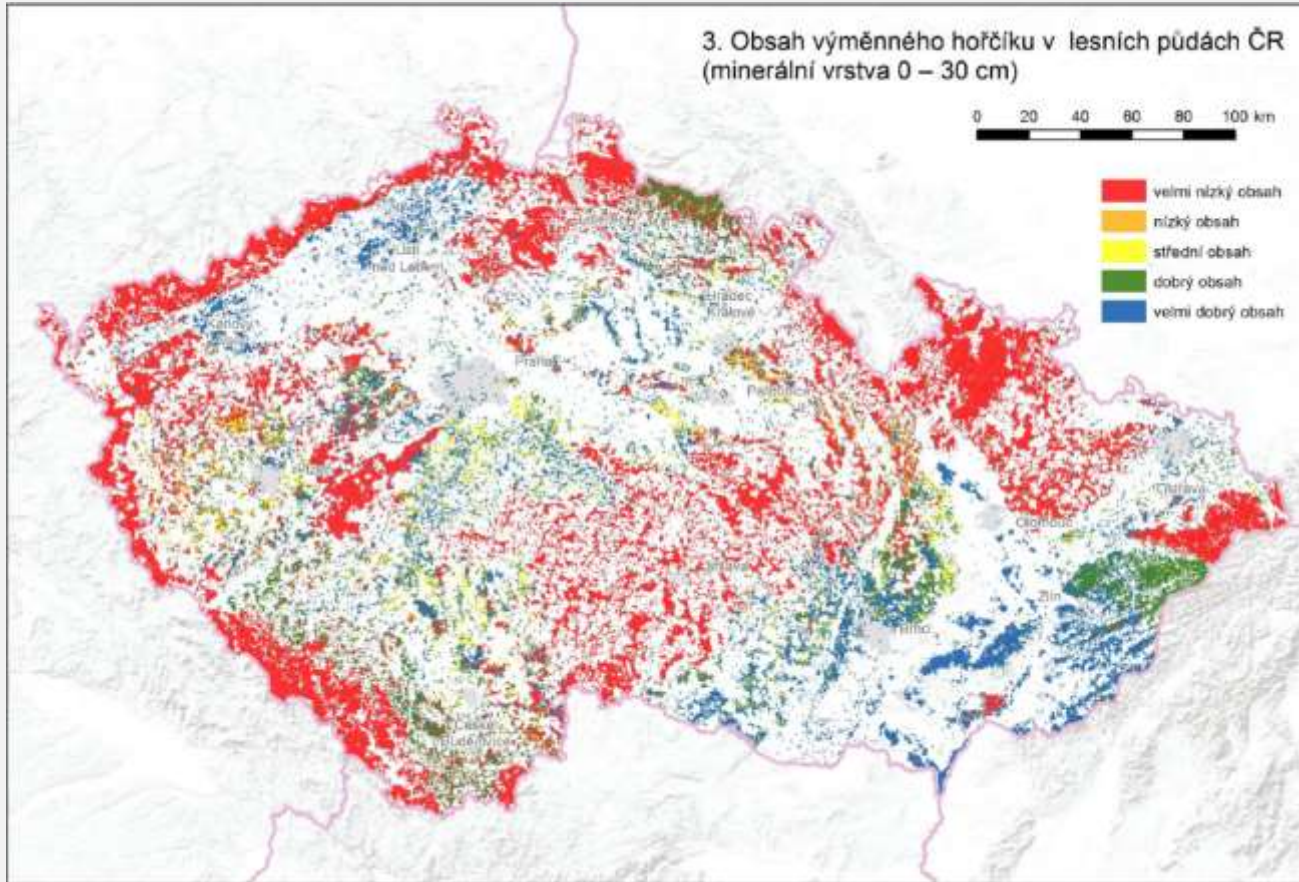 3. Obsah výměnného hořčíku v lesních půdách ČR
(minerální vrstva 0 – 30 cm)
0 20 40 60 80 100 km
velmi nízký obsah
nízký obsah
střední obsah
dobrý obsah
velmi dobrý obsah
Ústí
nad Labem
Karlovy
Hradec
Králové
Praha
Olomouc
Ostrava
Zlín
Brno
České
Budějovice